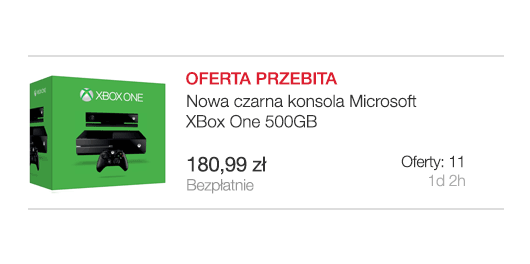 OFERTA PRZEBITA
Nowa czarna konsola Microsoft
XBox One 500GB
XBOX ONE
180,99 zł
Oferty: 11
Bezpłatnie
1d 2h